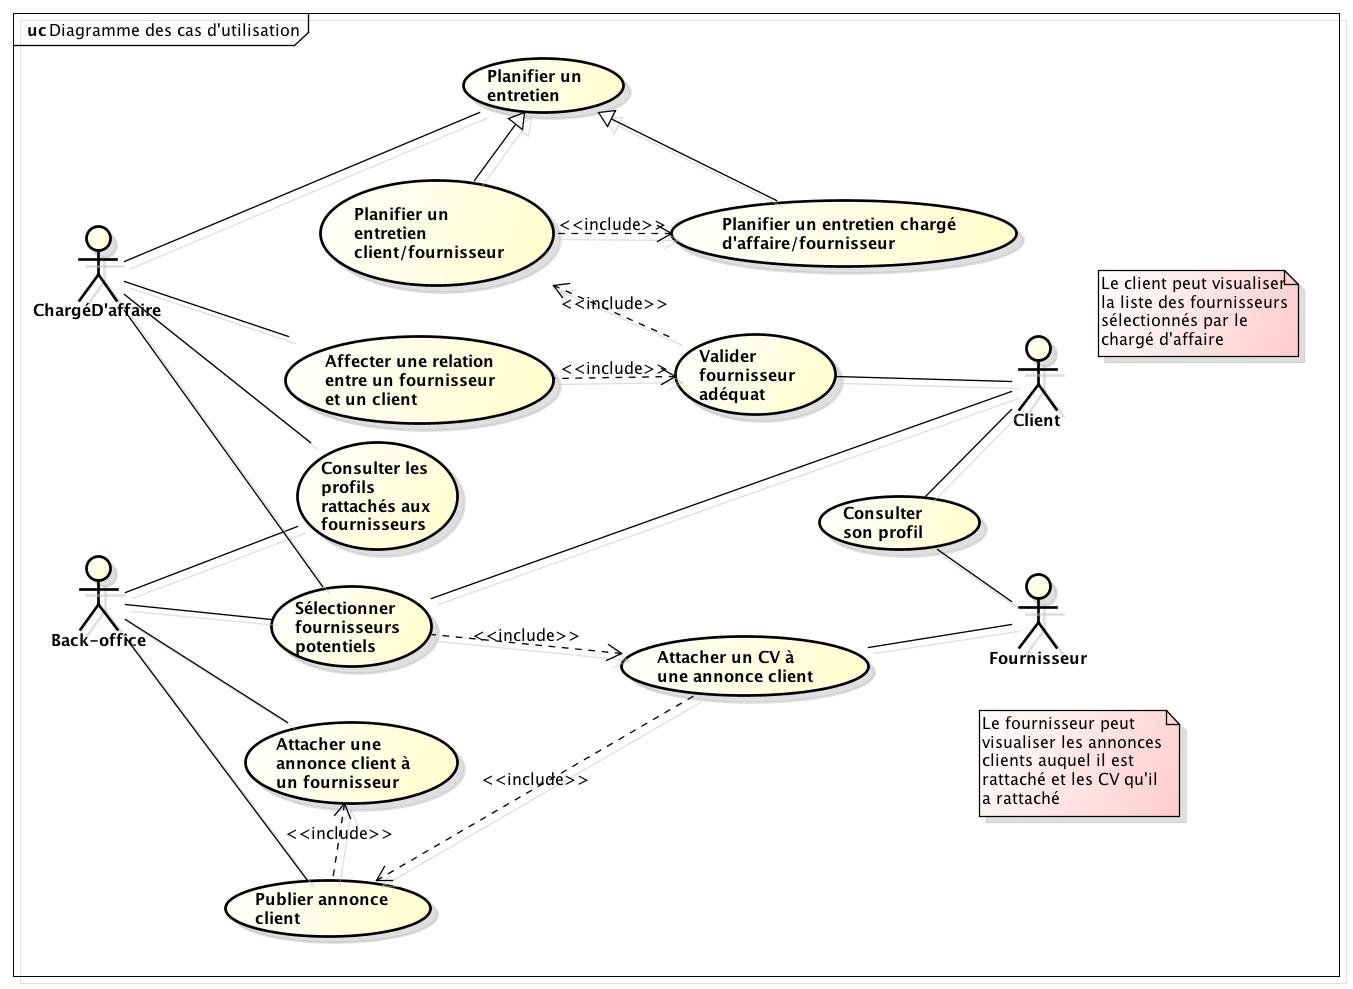 uc Diagramme des cas d'utilisation
Planifier un
entretien
Planifier un
entretien
client/fournisseur
<<include>>
Planifier un entretien chargé
d'affaire/fournisseur
ChargéD'affaire
Le client peut visualiser
la liste des fournisseurs
sélectionnés par le
chargé d'affaire
<<include>>
Affecter une relation
entre un fournisseur
et un client
<<include>>
Valider
fournisseur
adéquat
Client
Consulter les
profils
rattachés aux
fournisseurs
Consulter
son profil
Back-office
Sélectionner
fournisseurs
potentiels
<<include>>
Attacher un CV à
une annonce client
Fournisseur
Le fournisseur peut
visualiser les annonces
clients auquel il est
rattaché et les CV qu'il
a rattaché
Attacher une
annonce client à
un fournisseur
<<include>>
<<include>>
Publier annonce
client